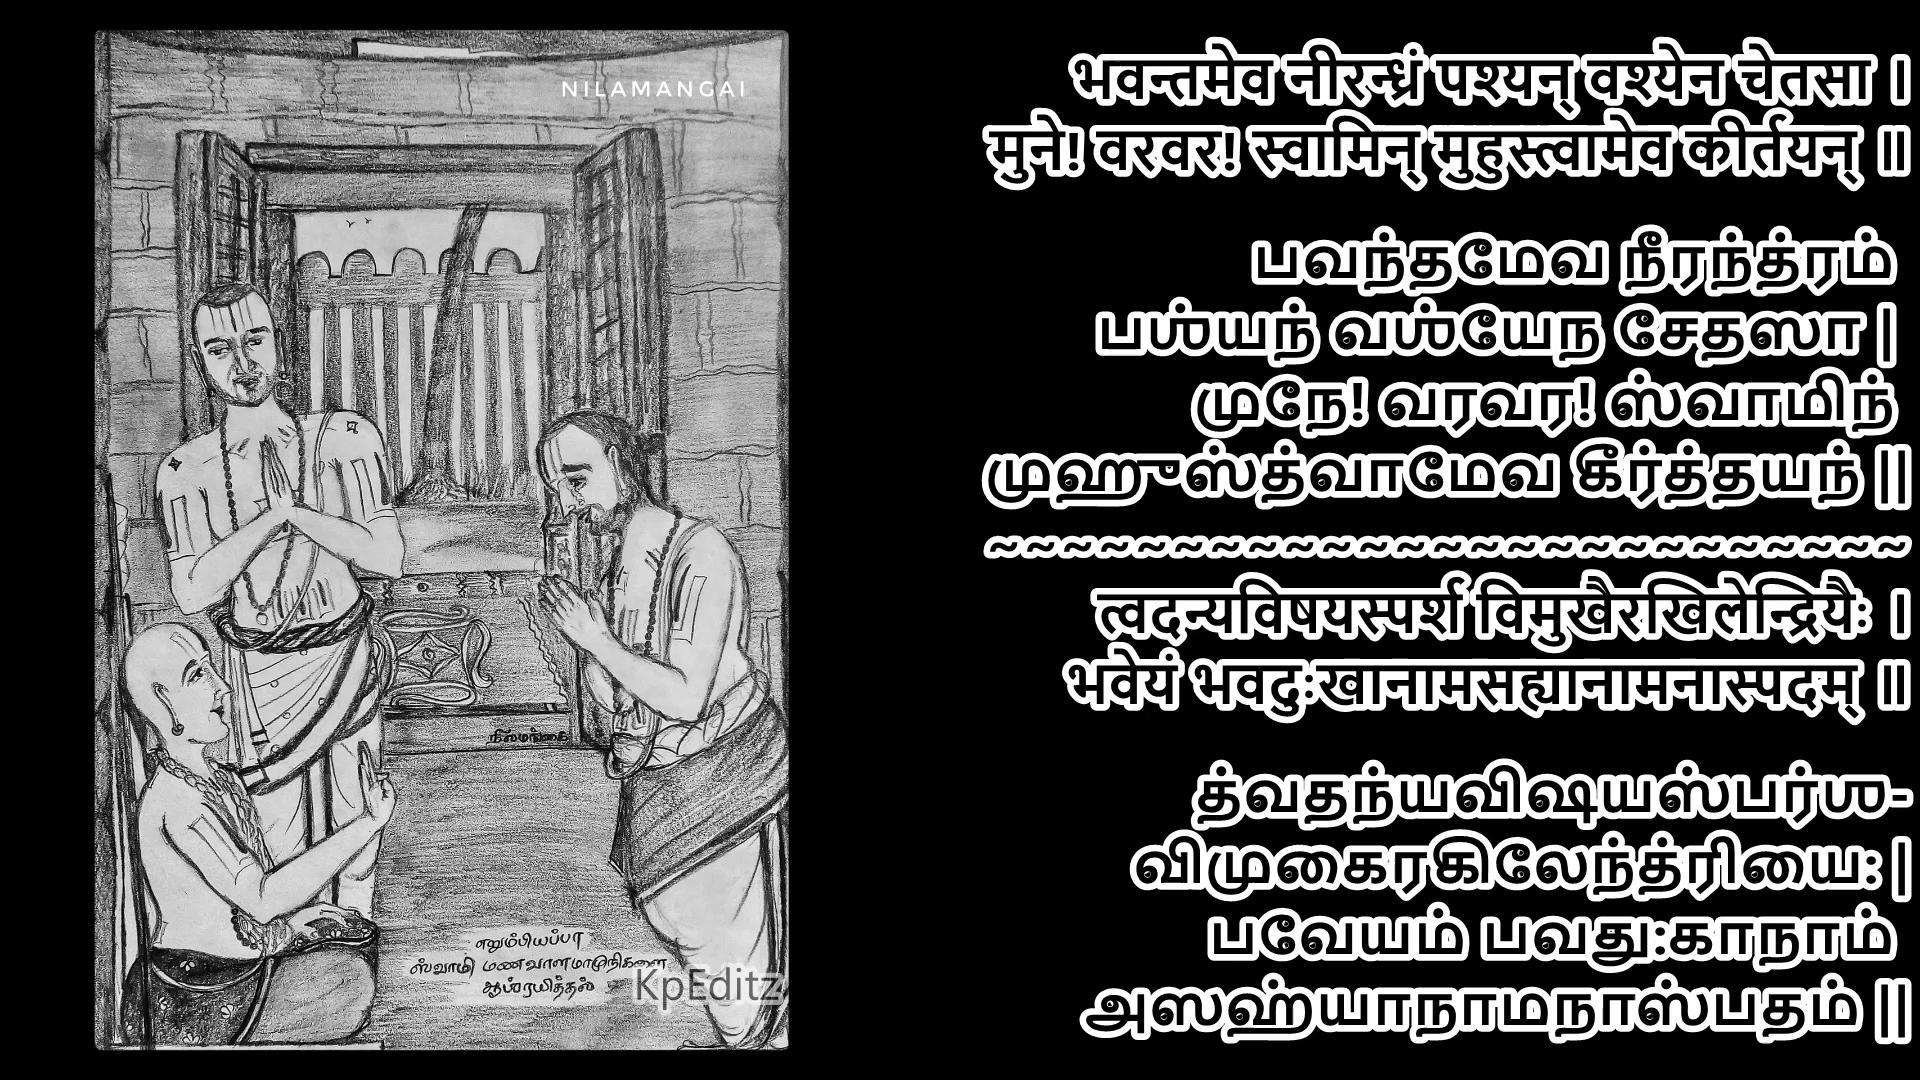 NILAMANGAI
நிலமங்கை
எறும்பியப்பா
ஸ்வாமி மணவாளமாமுநிகளை
ஆஶ்ரயித்தல்
KpEditz
भवन्तमेव नीरन्ध्रं पश्यन् वश्येन चेतसा ।
मुने! वरवर! स्वामिन् मुहुस्त्वामेव कीर्तयन् ॥
பவந்தமேவ நீரந்த்ரம்
பஶ்யந் வஶ்யேந சேதஸா |
முநே! வரவர! ஸ்வாமிந்
முஹுஸ்த்வாமேவ கீர்த்தயந் ||
~~~~~~~~~~~~~~~~~~~~~~~~~~
त्वदन्यविषयस्पर्श विमुखैरखिलेन्द्रियैः ।
भवेयं भवदुःखानामसह्यानामनास्पदम् ॥
த்வதந்யவிஷயஸ்பர்ஶ-
விமுகைரகிலேந்த்ரியை: |
பவேயம் பவது:காநாம்
அஸஹ்யாநாமநாஸ்பதம் ||